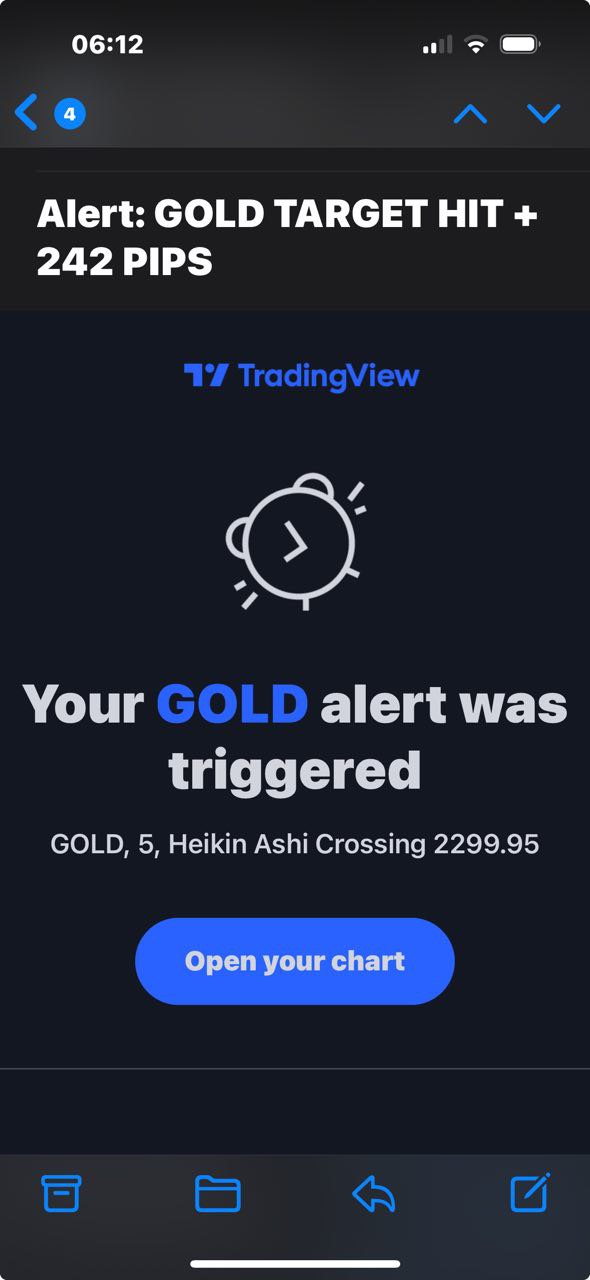 06:12
4
Alert: GOLD TARGET HIT +
242 PIPS
TradingView
Your GOLD alert was
triggered
GOLD, 5, Heikin Ashi Crossing 2299.95
Open your chart